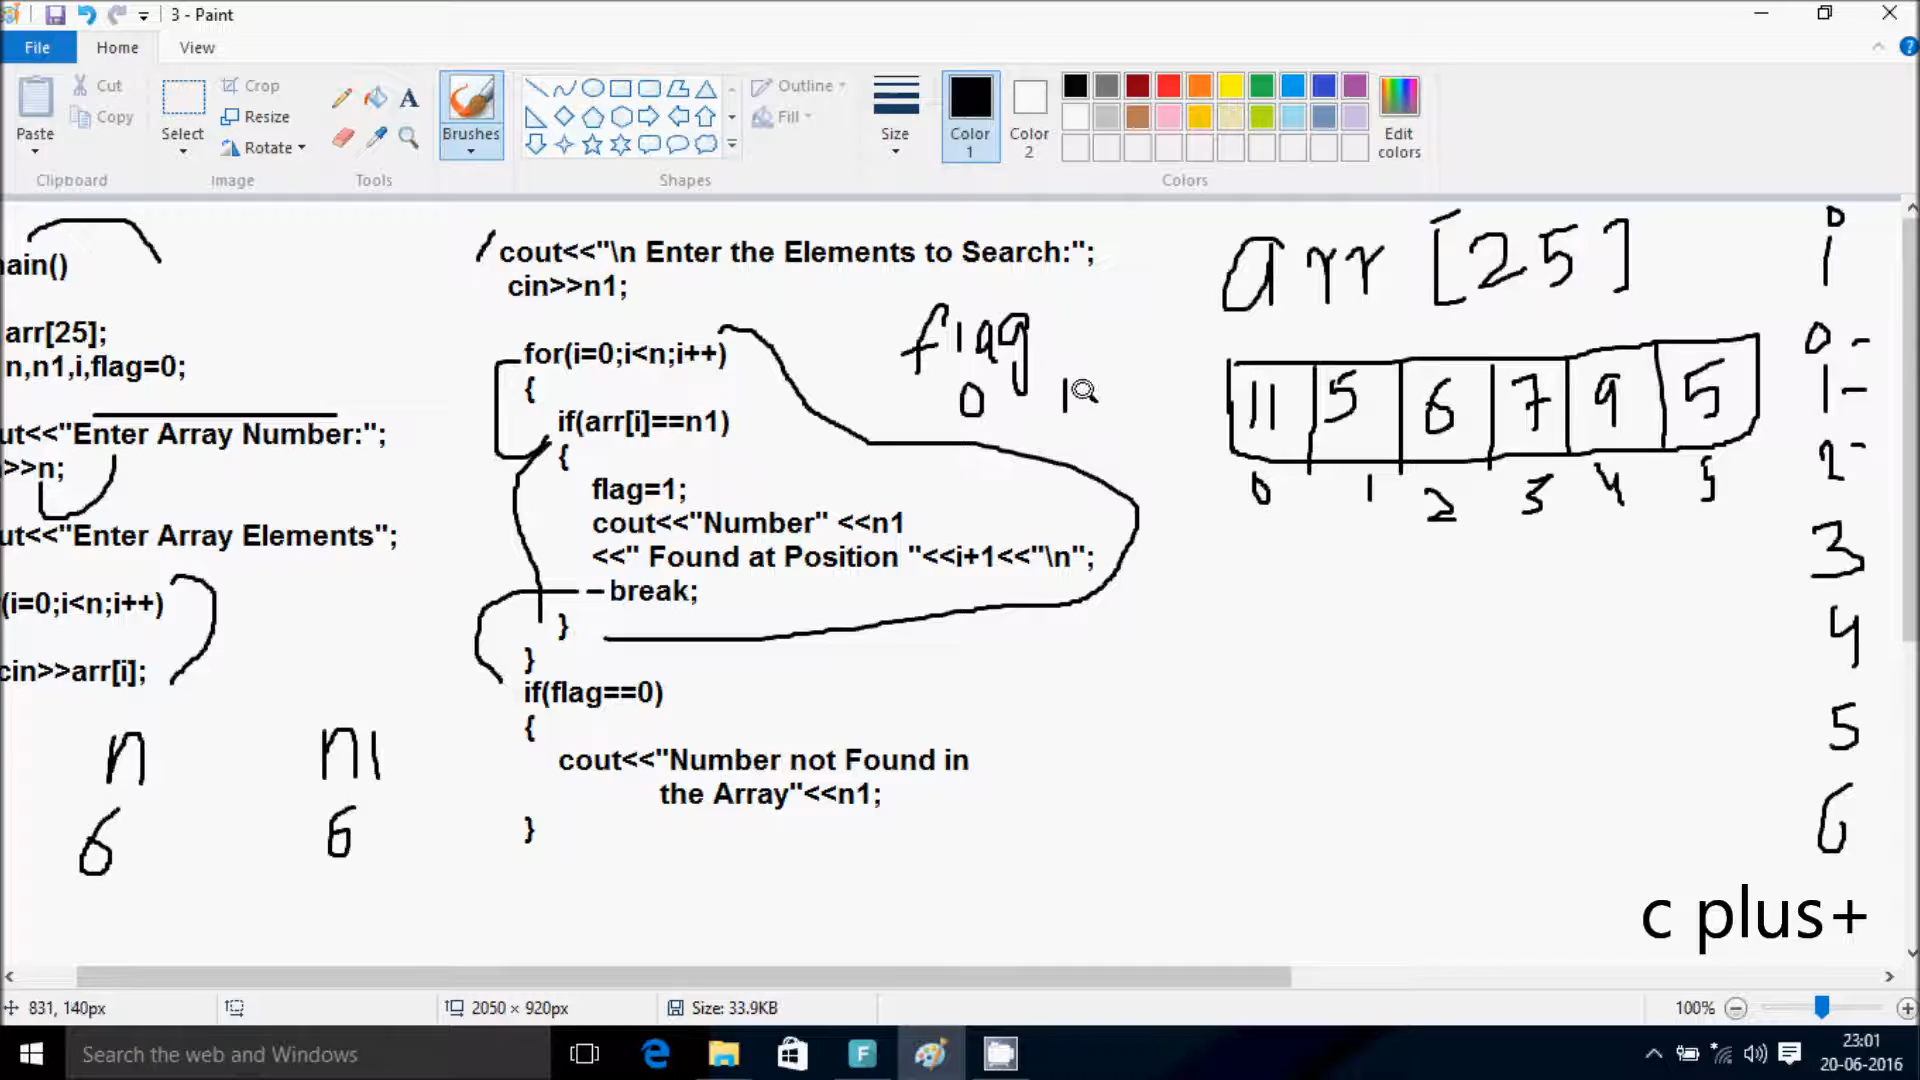 3 - Paint
File
Home
View
Cut
Copy
Paste
Clipboard
Crop
Resize
Rotate
Select
Image
Tools
Brushes
Shapes
Outline
Fill
Size
Color
1
Color
2
Edit
colors
Colors
ain()
arr[25];
n,n1,i,flag=0;
ut<<"Enter Array Number:";
>>n;
ut<<"Enter Array Elements";
(i=0;i<n;i++)
cin>>arr[i];
n n1
6 6
cout<<"\n Enter the Elements to Search:";
cin>>n1;
for(i=0;i<n;i++)
{
if(arr[i]==n1)
{
flag=1;
cout<<"Number" <<n1
<<" Found at Position "<<i+1<<"\n";
break;
}
}
if(flag==0)
{
cout<<"Number not Found in
the Array"<<n1;
}
flag
0 1
arr [25]
11 5 6 7 9 5
0 1 2 3 4 5
i
0 -
1 -
2 -
3
4
5
6
c plus+
831, 140px
2050 × 920px
Size: 33.9KB
100%
Search the web and Windows
23:01
20-06-2016